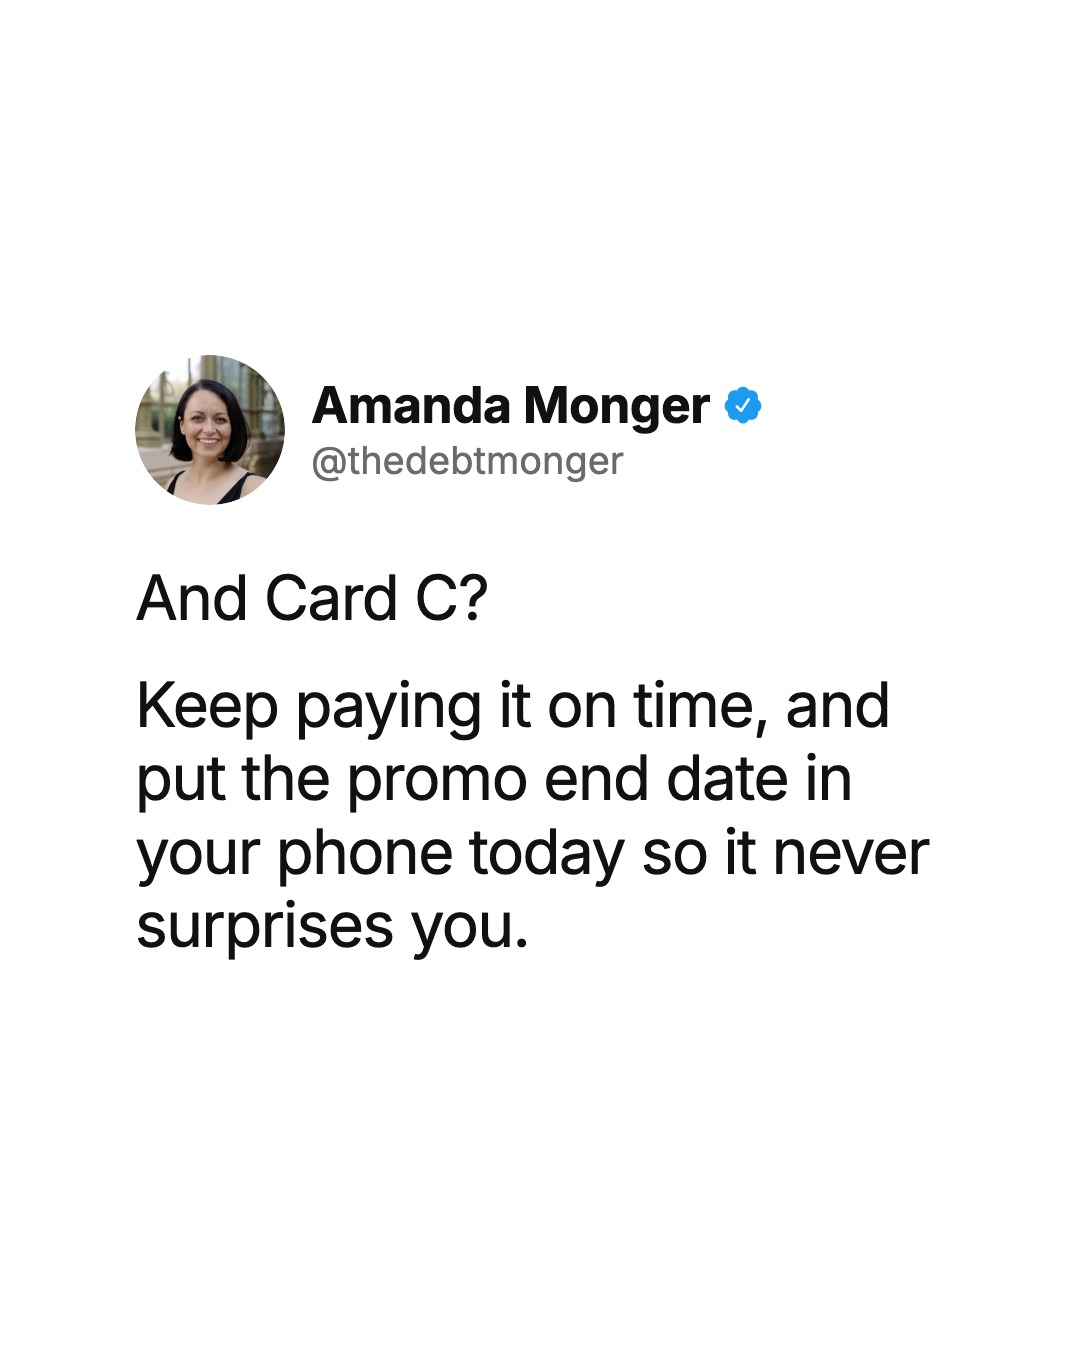 Amanda Monger
@thedebtmonger
And Card C?
Keep paying it on time, and
put the promo end date in
your phone today so it never
surprises you.